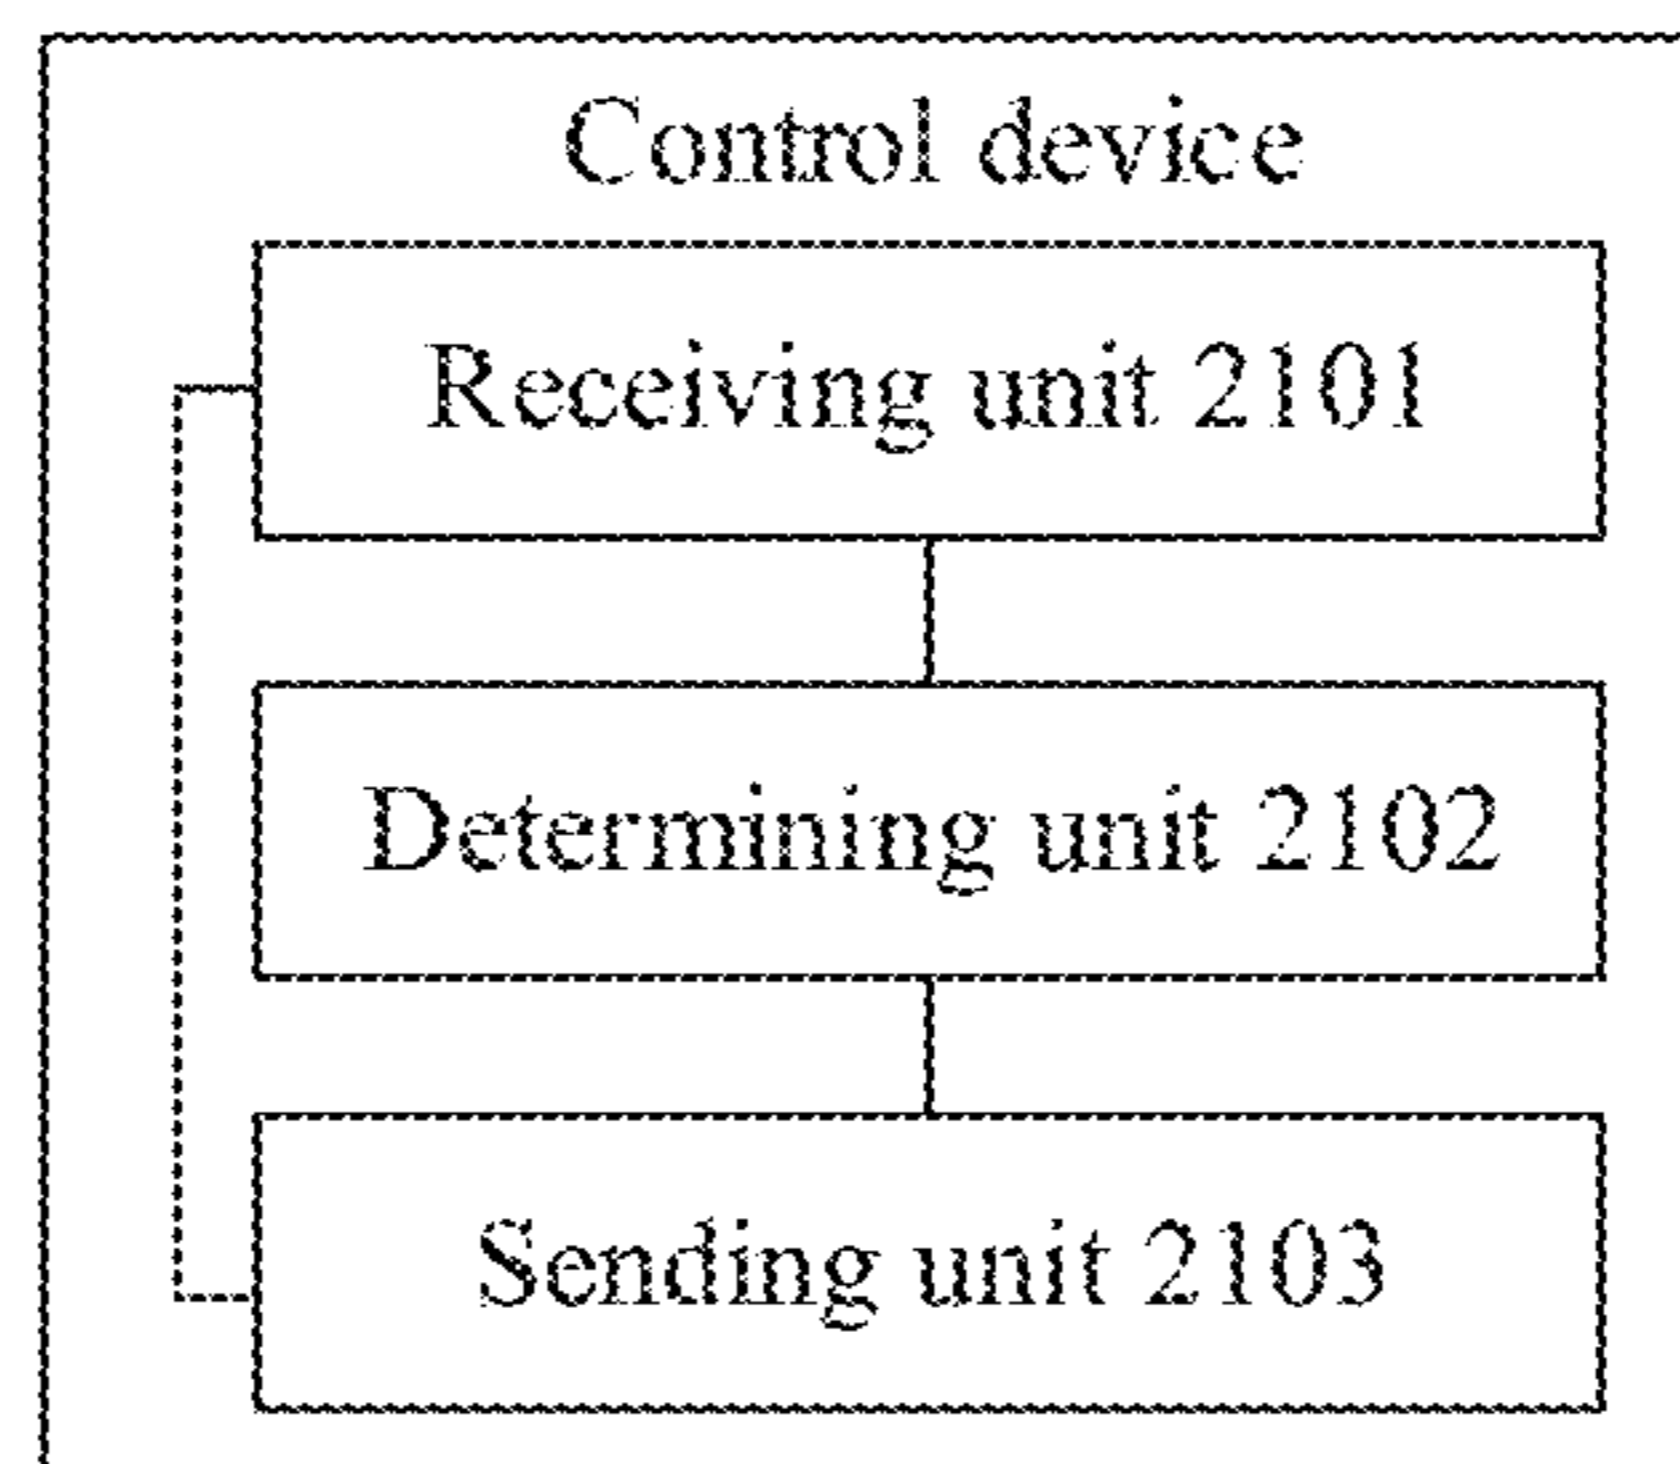 Control device
Receiving unit 2101
Determining unit 2102
Sending unit 2103